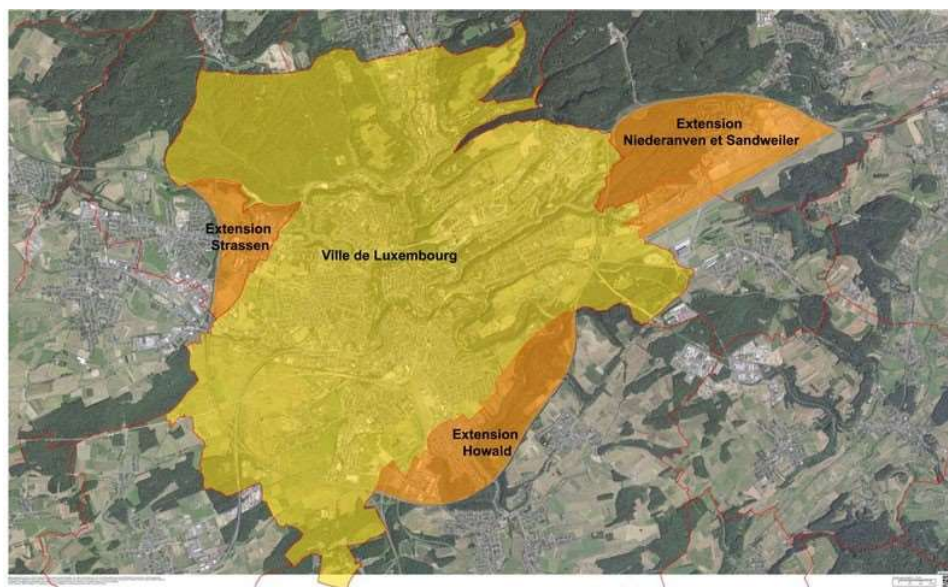 Extension
Niederanven et Sandweiler
Extension
Strassen
Ville de Luxembourg
Extension
Howald